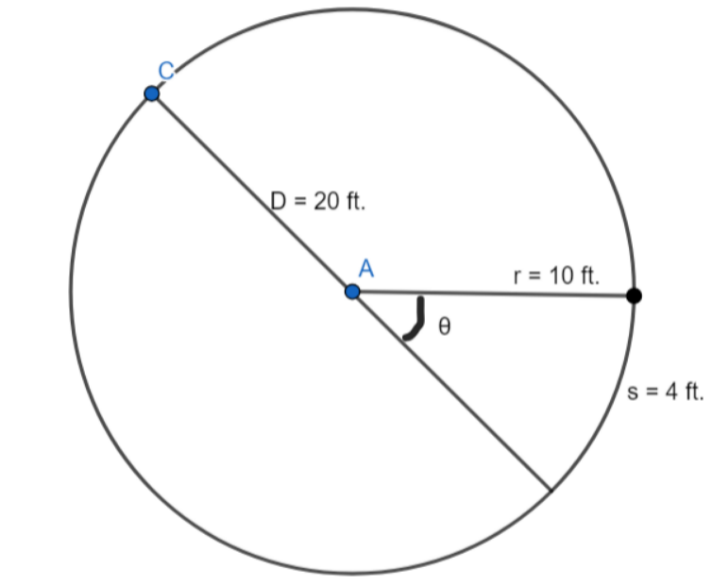 C
D = 20 ft.
A
r = 10 ft.
θ
s = 4 ft.